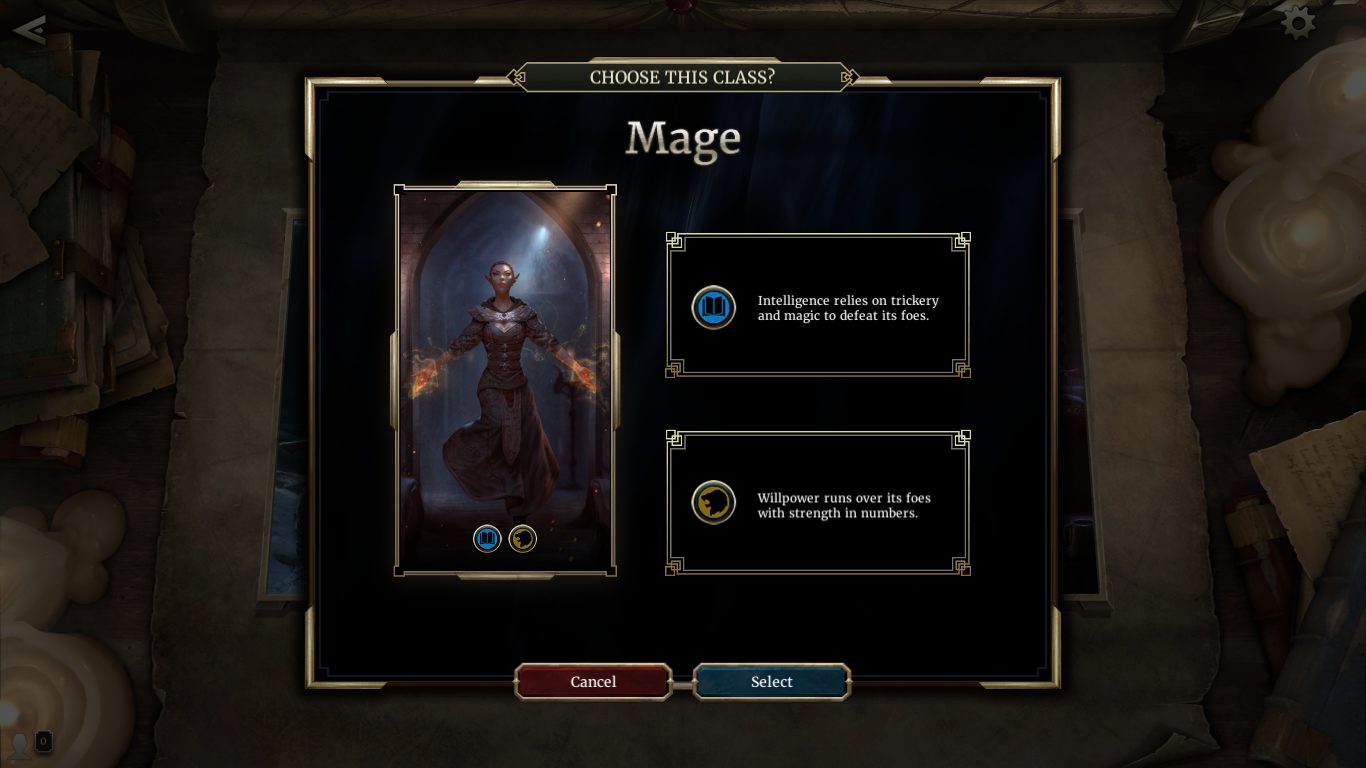 CHOOSE THIS CLASS?
Mage
Intelligence relies on trickery
and magic to defeat its foes.
Willpower runs over its foes
with strength in numbers.
Cancel
Select
0